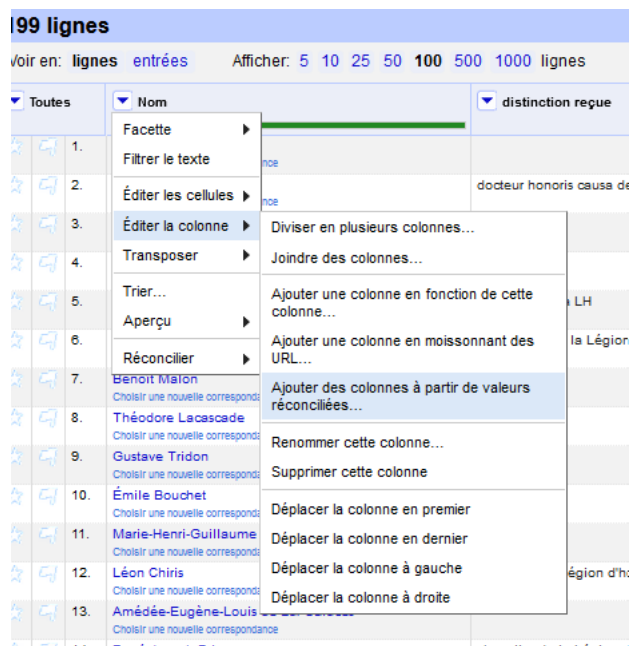 199 lignes
Voir en: lignes entrées Afficher: 5 10 25 50 100 500 1000 lignes
Toutes Nom distinction reçue
Facette
Filtrer le texte
Éditer les cellules
Éditer la colonne
Transposer
Trier...
Aperçu
Réconcilier
Diviser en plusieurs colonnes...
Joindre des colonnes...
Ajouter une colonne en fonction de cette
colonne...
Ajouter une colonne en moissonnant des
URL...
Ajouter des colonnes à partir de valeurs
réconciliées...
Renommer cette colonne...
Supprimer cette colonne
Déplacer la colonne en premier
Déplacer la colonne en dernier
Déplacer la colonne à gauche
Déplacer la colonne à droite
1.
2. docteur honoris causa de
3.
4.
5. LH
6. la Légion
7. Benoît Malon
Choisir une nouvelle
8. Théodore Lacascade
Choisir une nouvelle
9. Gustave Tridon
Choisir une nouvelle
10. Émile Bouchet
Choisir une nouvelle
11. Marie-Henri-Guillaume
Choisir une nouvelle
12. Léon Chiris
Choisir une nouvelle
13. Amédée-Eugène-Louis
Choisir une nouvelle correspondance